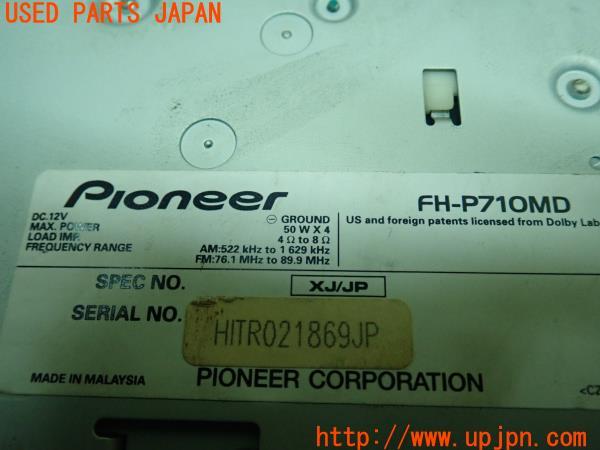 USED PARTS JAPAN
Pioneer
FH-P710MD
DC.12V ⊖ GROUND
MAX. POWER 50 W X 4
LOAD IMP. 4 Ω to 8 Ω
FREQUENCY RANGE AM:522 kHz to 1 629 kHz
FM:76.1 MHz to 89.9 MHz
US and foreign patents licensed from Dolby Lab
SPEC NO. XJ/JP
SERIAL NO. HITR021869JP
MADE IN MALAYSIA PIONEER CORPORATION
<CZ
http://www.upjpn.com/